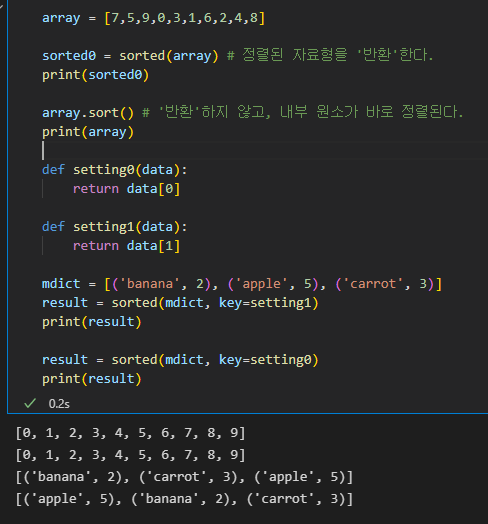 array = [7,5,9,0,3,1,6,2,4,8]
sorted0 = sorted(array) # 정렬된 자료형을 '반환'한다.
print(sorted0)
array.sort() # '반환'하지 않고, 내부 원소가 바로 정렬된다.
print(array)
def setting0(data):
    return data[0]
def setting1(data):
    return data[1]
mdict = [('banana', 2), ('apple', 5), ('carrot', 3)]
result = sorted(mdict, key=setting1)
print(result)
result = sorted(mdict, key=setting0)
print(result)
0.2s
[0, 1, 2, 3, 4, 5, 6, 7, 8, 9]
[0, 1, 2, 3, 4, 5, 6, 7, 8, 9]
[('banana', 2), ('carrot', 3), ('apple', 5)]
[('apple', 5), ('banana', 2), ('carrot', 3)]